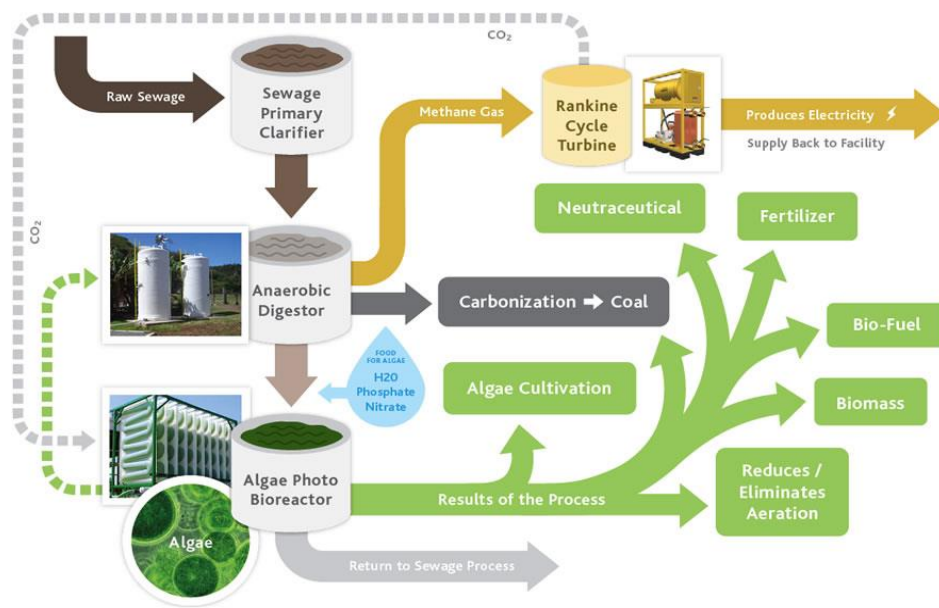 CO₂
Raw Sewage
Sewage
Primary
Clarifier
Methane Gas
Rankine
Cycle
Turbine
Produces Electricity
Supply Back to Facility
CO₂
Neutraceutical
Fertilizer
Anaerobic
Digestor
Carbonization → Coal
Bio-Fuel
FOOD
FOR ALGAE
H20
Phosphate
Nitrate
Algae Cultivation
Biomass
Algae Photo
Bioreactor
Results of the Process
Reduces /
Eliminates
Aeration
Algae
Return to Sewage Process